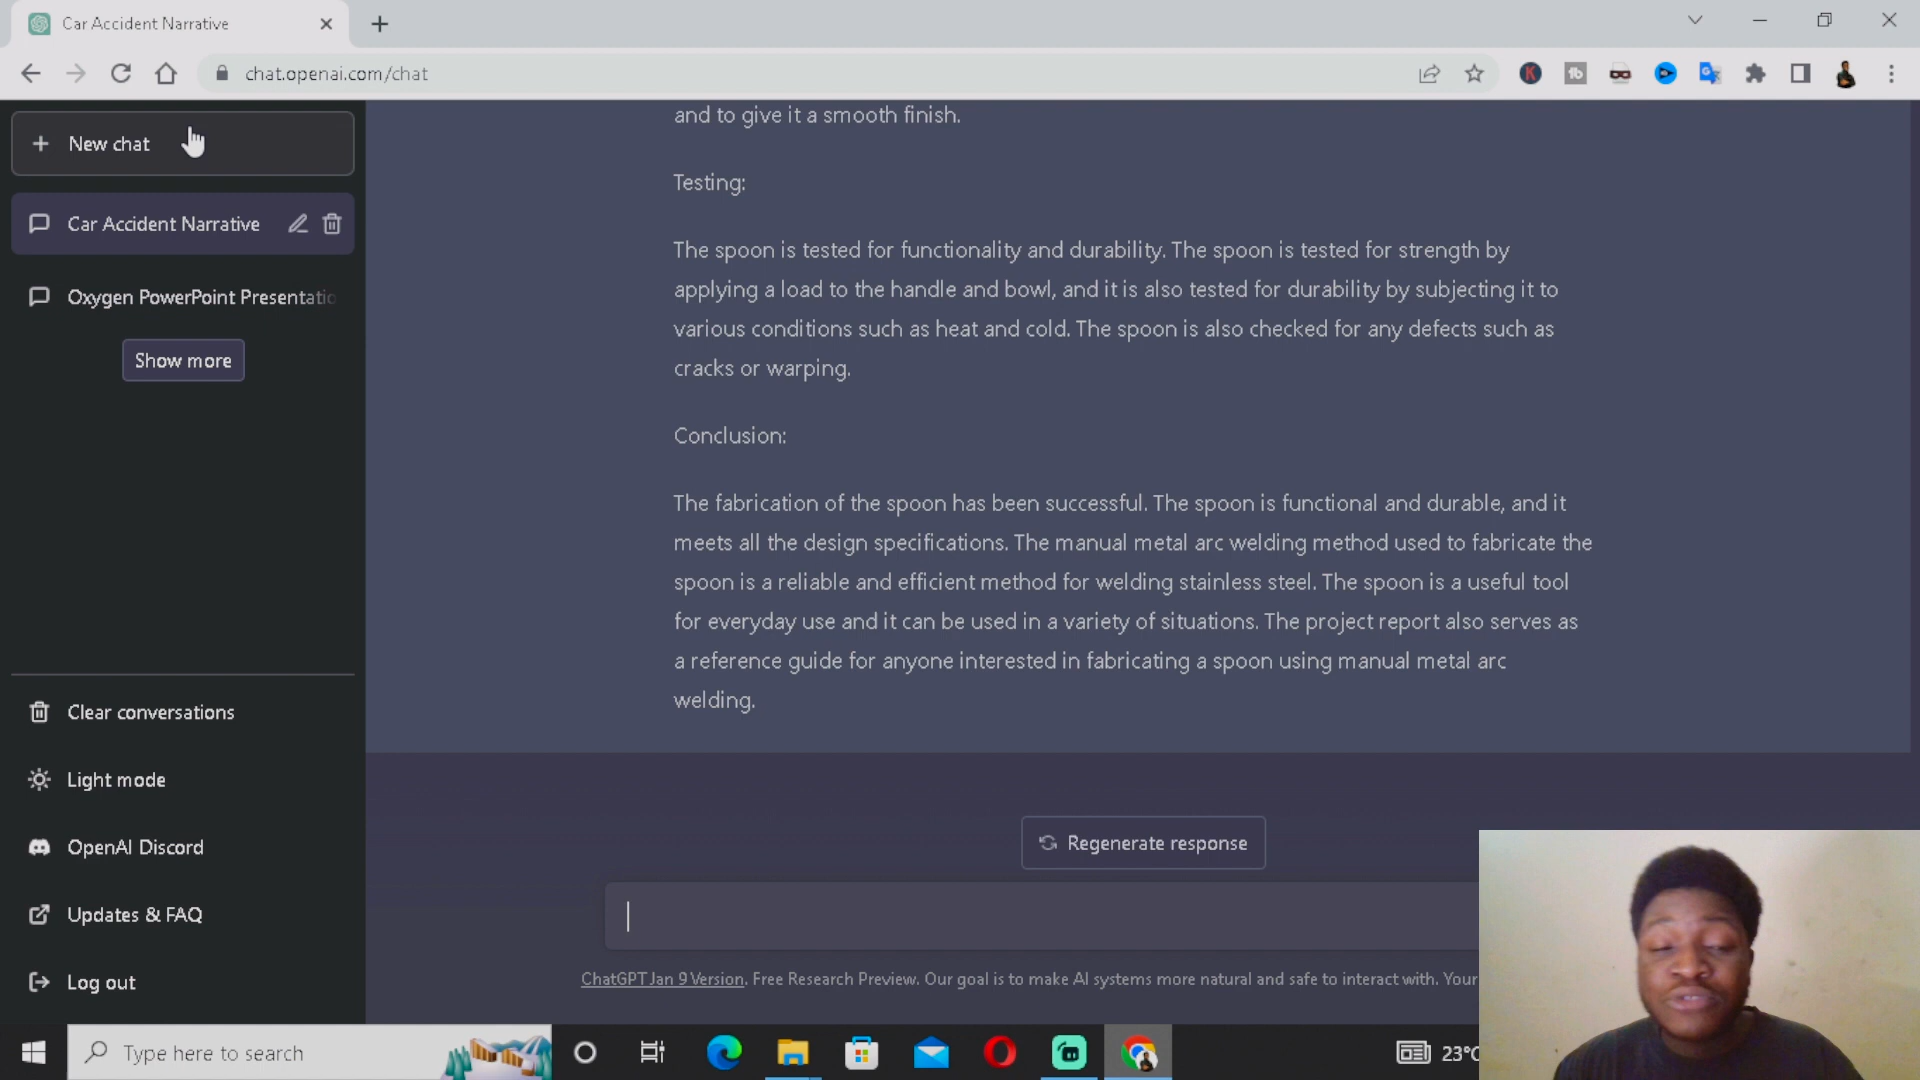 Car Accident Narrative
chat.openai.com/chat
New chat
Car Accident Narrative
Oxygen PowerPoint Presentatio
Show more
Clear conversations
Light mode
OpenAI Discord
Updates & FAQ
Log out
and to give it a smooth finish.
Testing:
The spoon is tested for functionality and durability. The spoon is tested for strength by
applying a load to the handle and bowl, and it is also tested for durability by subjecting it to
various conditions such as heat and cold. The spoon is also checked for any defects such as
cracks or warping.
Conclusion:
The fabrication of the spoon has been successful. The spoon is functional and durable, and it
meets all the design specifications. The manual metal arc welding method used to fabricate the
spoon is a reliable and efficient method for welding stainless steel. The spoon is a useful tool
for everyday use and it can be used in a variety of situations. The project report also serves as
a reference guide for anyone interested in fabricating a spoon using manual metal arc
welding.
Regenerate response
ChatGPT Jan 9 Version. Free Research Preview. Our goal is to make AI systems more natural and safe to interact with. Your
Type here to search
23°C